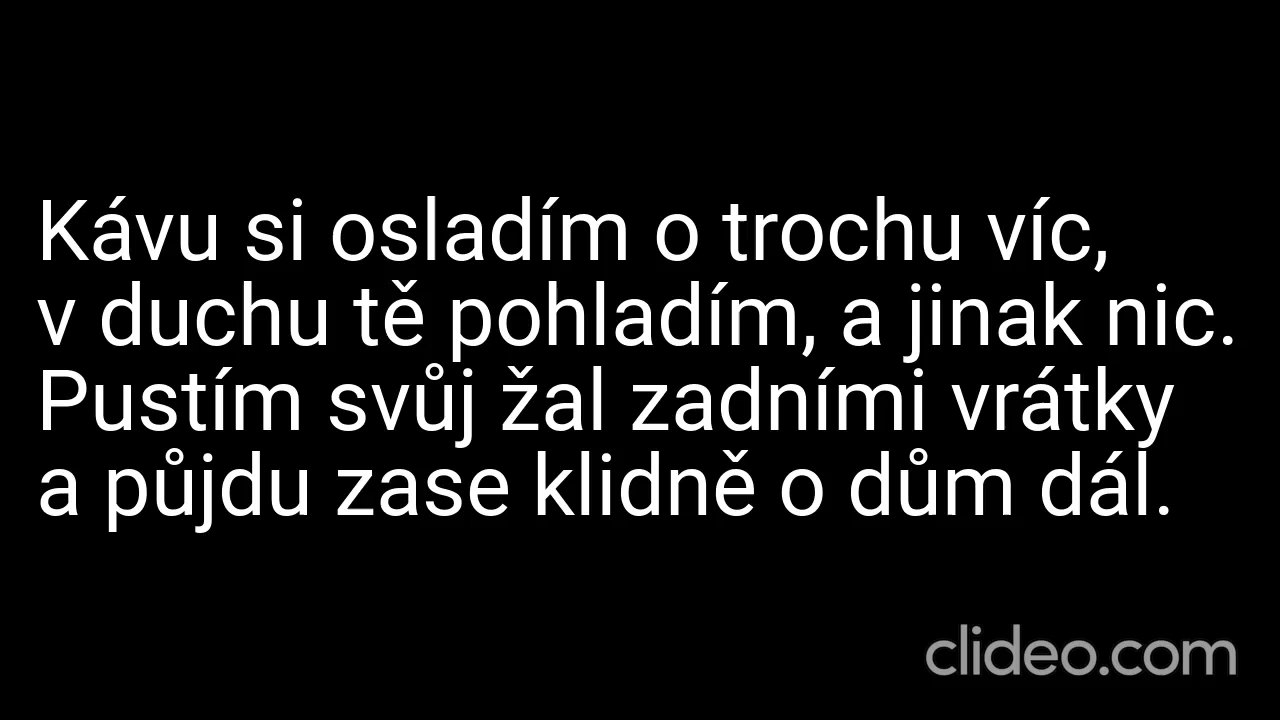 Kávu si osladím o trochu víc,
v duchu tě pohladím, a jinak nic.
Pustím svůj žal zadními vrátky
a půjdu zase klidně o dům dál.
clideo.com